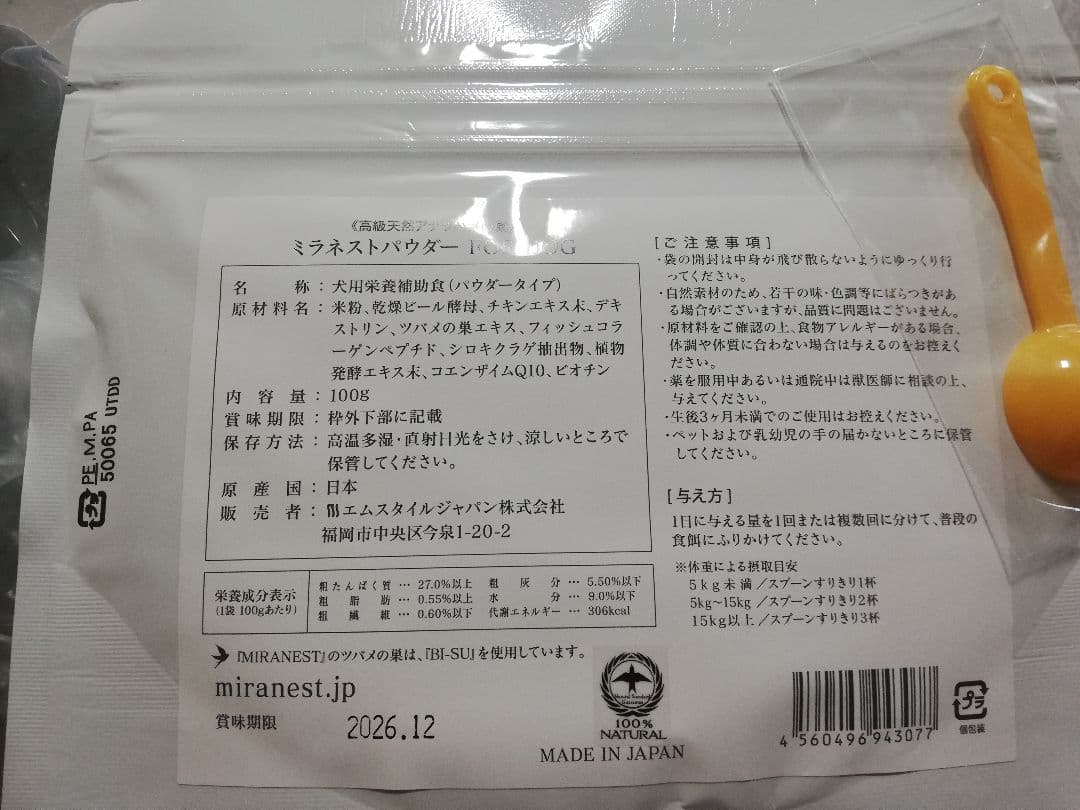 《高級天然アナツバメの巣》
ミラネストパウダー FOR DOG
名称：犬用栄養補助食(パウダータイプ)
原材料名：米粉、乾燥ビール酵母、チキンエキス末、デキ
ストリン、ツバメの巣エキス、フィッシュコラ
ーゲンペプチド、シロキクラゲ抽出物、植物
発酵エキス末、コエンザイムQ10、ビオチン
内容量：100g
賞味期限：枠外下部に記載
保存方法：高温多湿・直射日光をさけ、涼しいところで
保管してください。
原産国：日本
販売者：エムスタイルジャパン株式会社
福岡市中央区今泉1-20-2
栄養成分表示
(1袋 100gあたり)
粗たんぱく質 … 27.0%以上 粗灰分 … 5.50%以下
粗脂肪 … 0.55%以上 水分 … 9.0%以下
粗繊維 … 0.60%以下 代謝エネルギー … 306kcal
『MIRANEST』のツバメの巣は、『BI-SU』を使用しています。
miranest.jp
賞味期限 2026.12
100%
NATURAL
MADE IN JAPAN
[ご注意事項]
・袋の開封は中身が飛び散らないようにゆっくり行
ってください。
・自然素材のため、若干の味・色調等にばらつきがあ
る場合がございますが、品質に問題はございません。
・原材料をご確認の上、食物アレルギーがある場合、
体調や体質に合わない場合は与えるのをお控えく
ださい。
・薬を服用中あるいは通院中は獣医師に相談の上、
与えてください。
・生後3ヶ月未満でのご使用はお控えください。
・ペットおよび乳幼児の手の届かないところに保管
してください。
[与え方]
1日に与える量を1回または複数回に分けて、普段の
食餌にふりかけてください。
※体重による摂取目安
5kg未満／スプーンすりきり1杯
5kg〜15kg／スプーンすりきり2杯
15kg以上／スプーンすりきり3杯
4 560496 943077
プラ
個包装
プラ
PE.M.PA
50065 UTDD